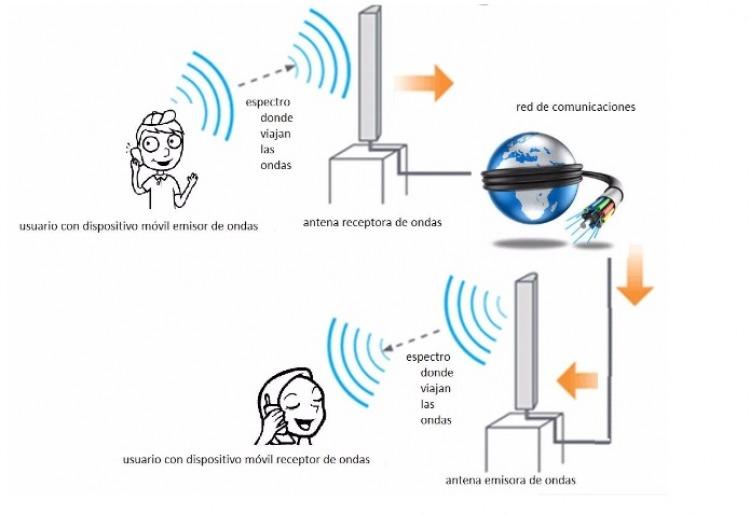 espectro
donde
viajan
las
ondas
red de comunicaciones
usuario con dispositivo móvil emisor de ondas
antena receptora de ondas
espectro
donde
viajan
las
ondas
usuario con dispositivo móvil receptor de ondas
antena emisora de ondas